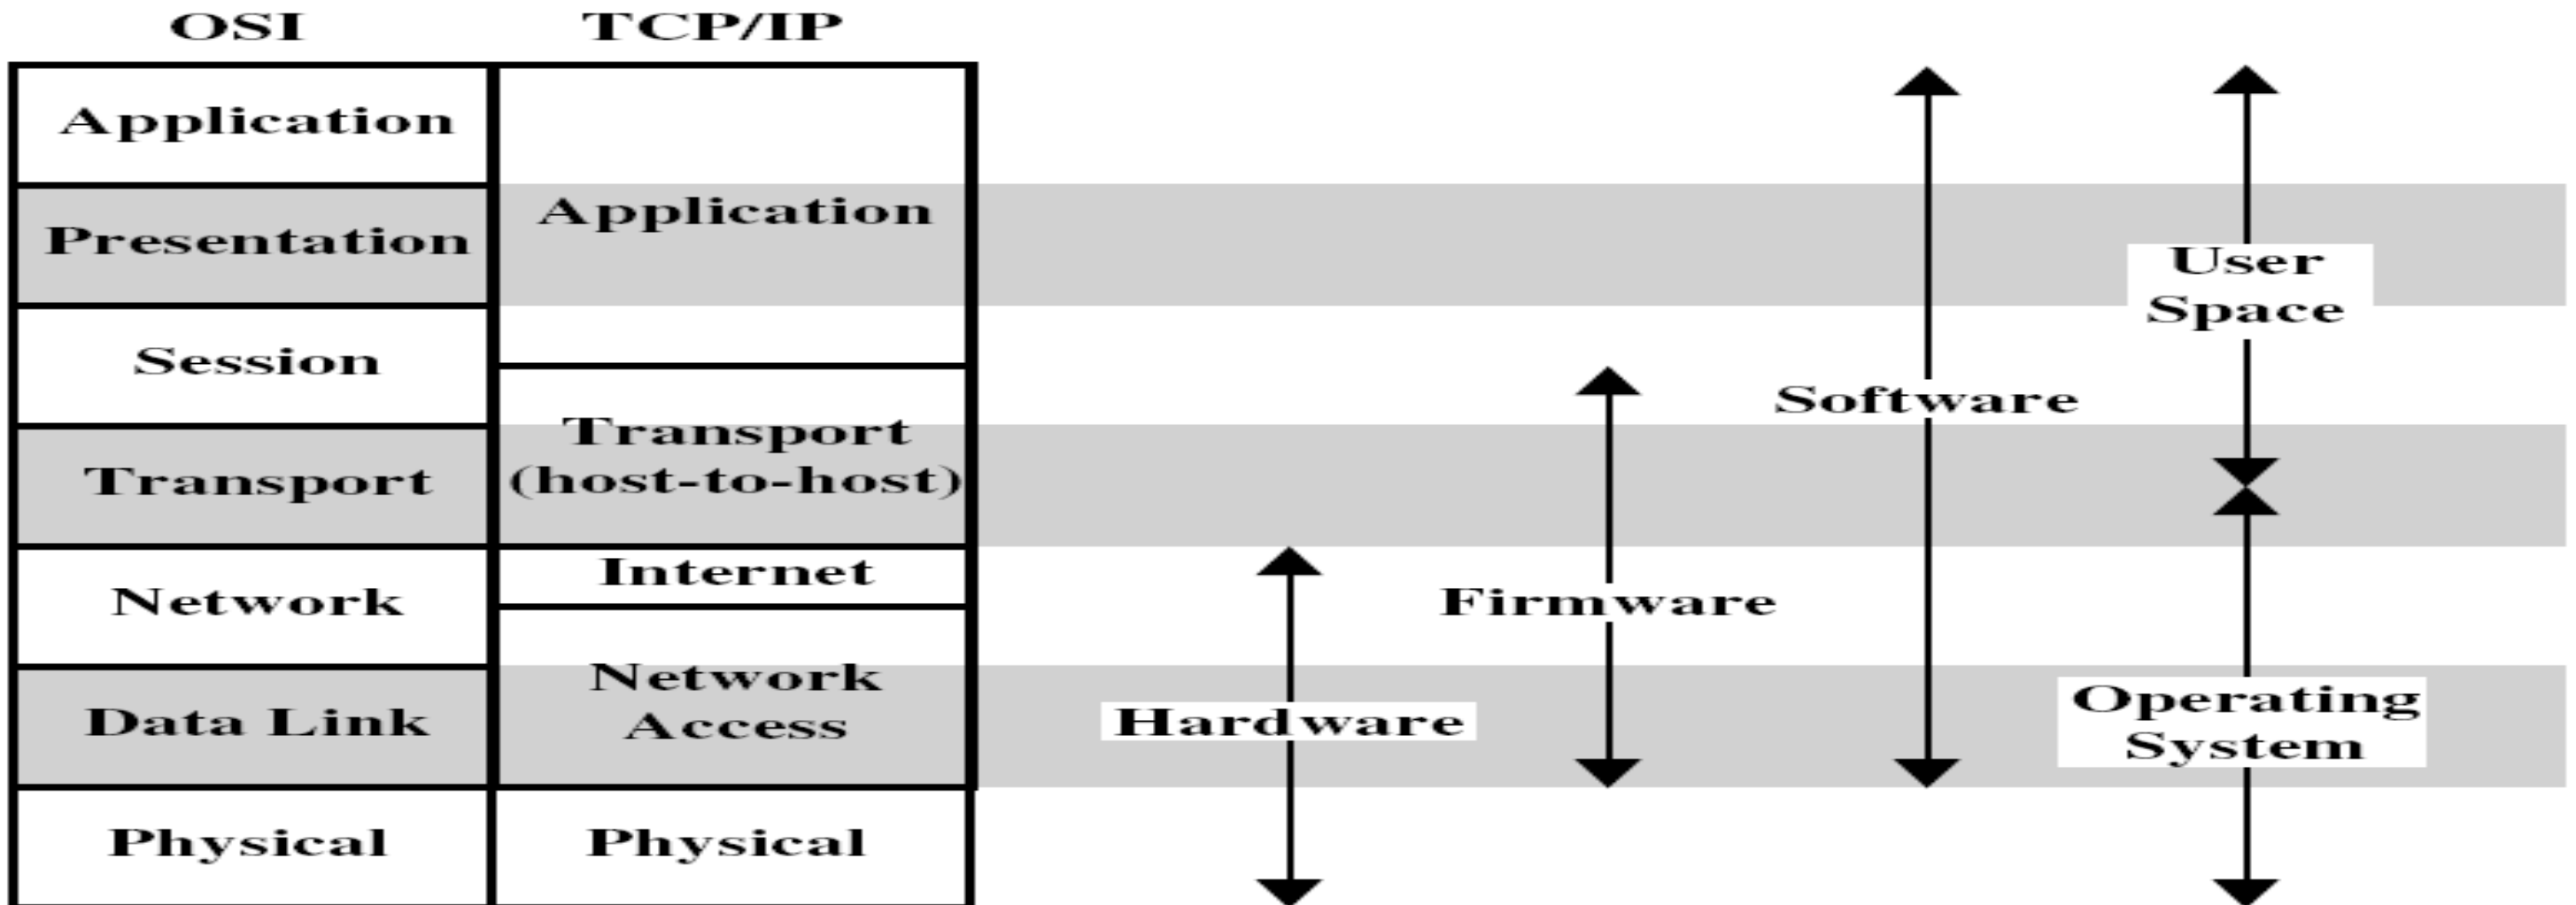 OSI
TCP/IP
Application
Presentation
Session
Transport
Network
Data Link
Physical
Application
Transport
(host-to-host)
Internet
Network
Access
Physical
Hardware
Firmware
Software
User
Space
Operating
System